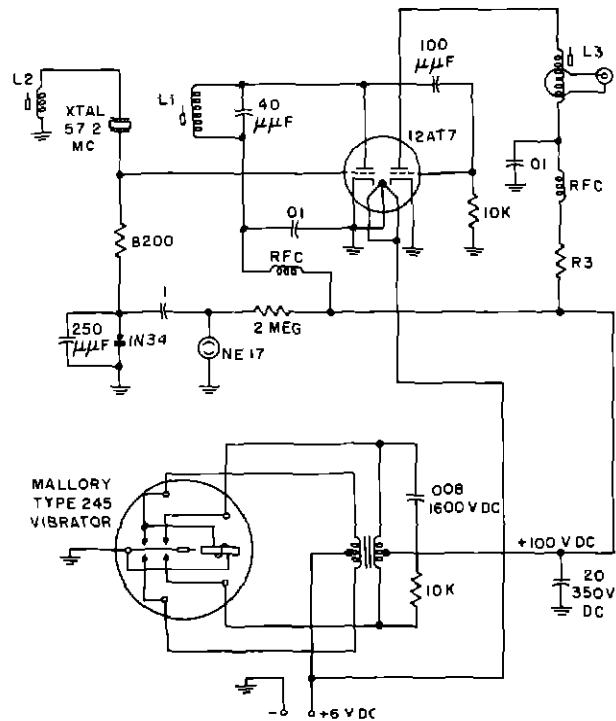 L2
XTAL
57 2
MC
L1
40
μμF
100
μμF
12AT7
L3
01
RFC
10K
R3
8200
01
RFC
1
2 MEG
250
μμF
1N34
NE 17
MALLORY
TYPE 245
VIBRATOR
008
1600 V DC
10K
+100 V DC
20
350V
DC
-
+6 V DC